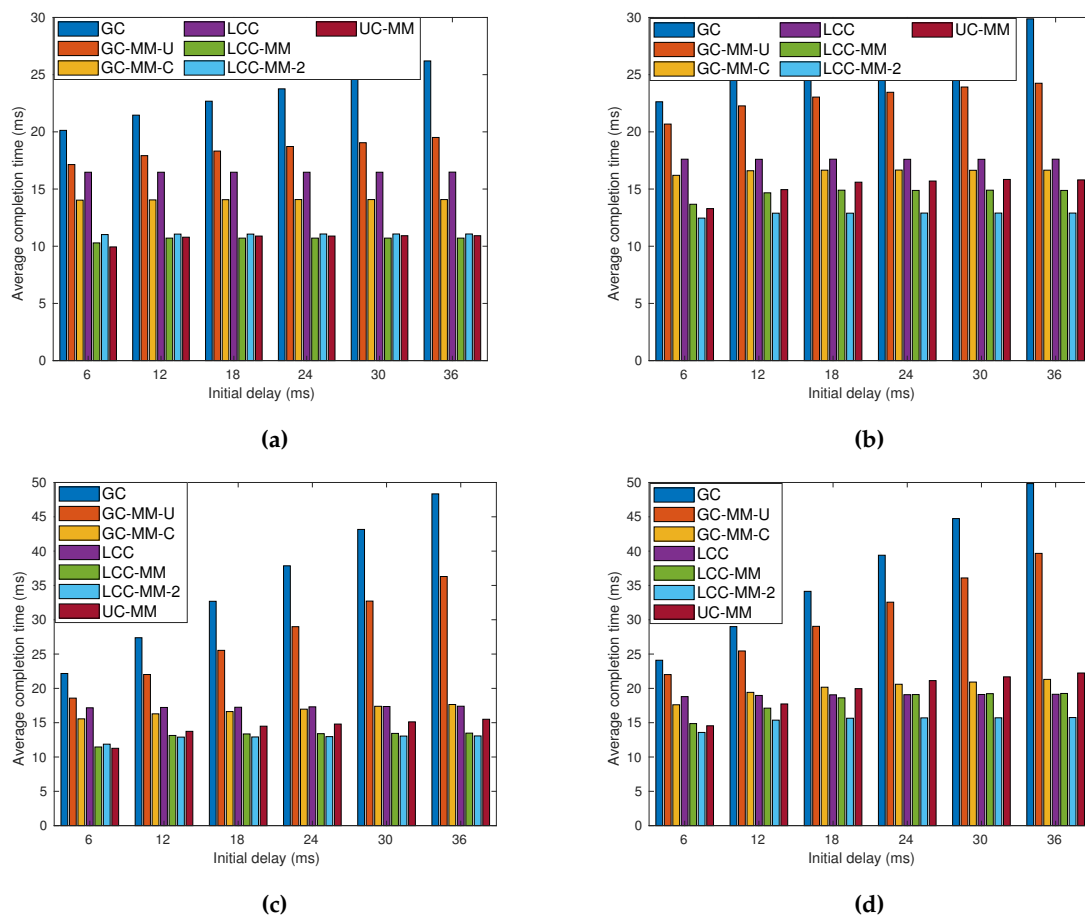 30
25
20
15
10
5
0
Average completion time (ms)
GC
GC-MM-U
GC-MM-C
LCC
LCC-MM
LCC-MM-2
UC-MM
6 12 18 24 30 36
Initial delay (ms)
(a)
30
25
20
15
10
5
0
Average completion time (ms)
GC
GC-MM-U
GC-MM-C
LCC
LCC-MM
LCC-MM-2
UC-MM
6 12 18 24 30 36
Initial delay (ms)
(b)
50
45
40
35
30
25
20
15
10
5
0
Average completion time (ms)
GC
GC-MM-U
GC-MM-C
LCC
LCC-MM
LCC-MM-2
UC-MM
6 12 18 24 30 36
Initial delay (ms)
(c)
50
45
40
35
30
25
20
15
10
5
0
Average completion time (ms)
GC
GC-MM-U
GC-MM-C
LCC
LCC-MM
LCC-MM-2
UC-MM
6 12 18 24 30 36
Initial delay (ms)
(d)